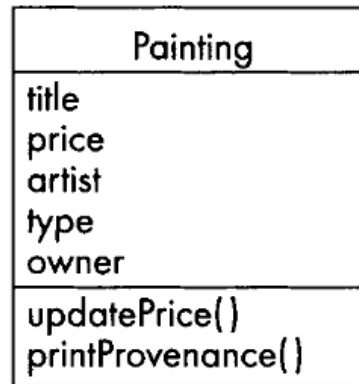 Painting
title
price
artist
type
owner
updatePrice()
printProvenance()